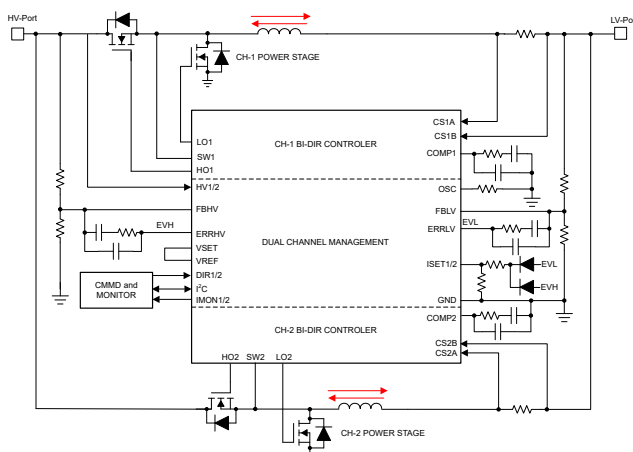 HV-Port
LV-Po
CH-1 POWER STAGE
CS1A
CS1B
LO1
CH-1 BI-DIR CONTROLER
COMP1
SW1
HO1
HV1/2
OSC
FBHV
FBLV
EVH
ERRHV
ERRLV
EVL
VSET
DUAL CHANNEL MANAGEMENT
VREF
ISET1/2
EVL
CMMD and
MONITOR
DIR1/2
I²C
IMON1/2
EVH
GND
COMP2
CH-2 BI-DIR CONTROLER
CS2B
CS2A
HO2 SW2 LO2
CH-2 POWER STAGE